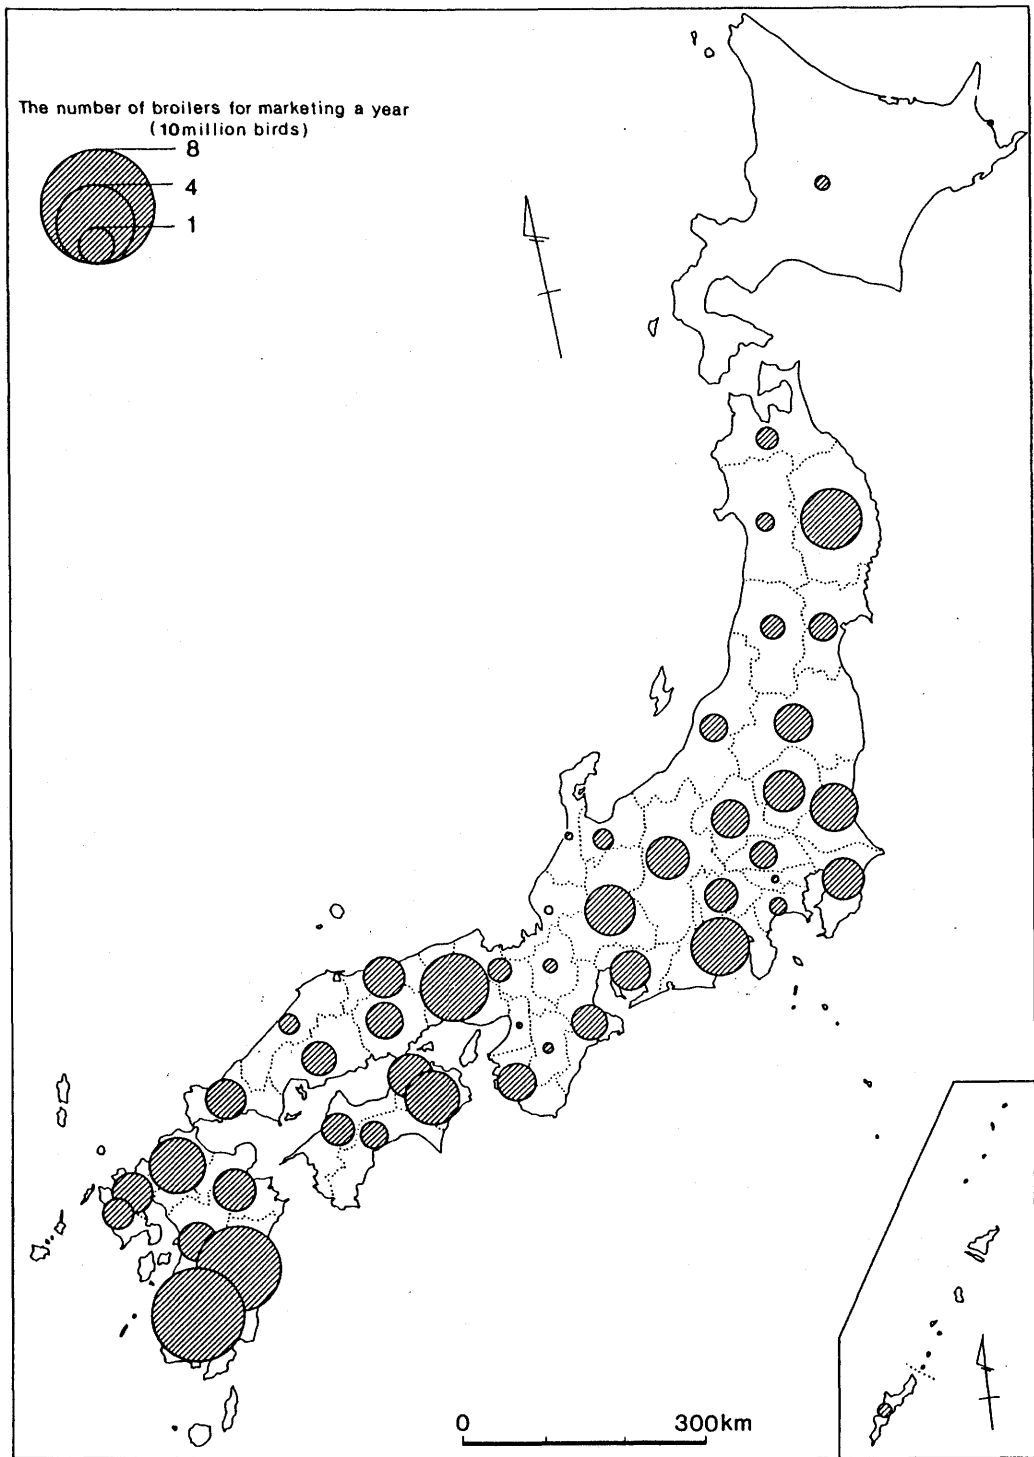 The number of broilers for marketing a year
(10million birds)
8
4
1
0 300km